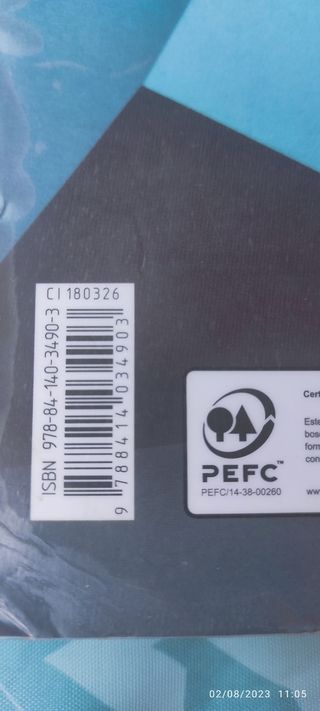 CI 180326
ISBN 978-84-140-3490-3
9 788414 034903
PEFC™
PEFC/14-38-00260
Cert
Este
bosq
form
con
www
02/08/2023 11:05